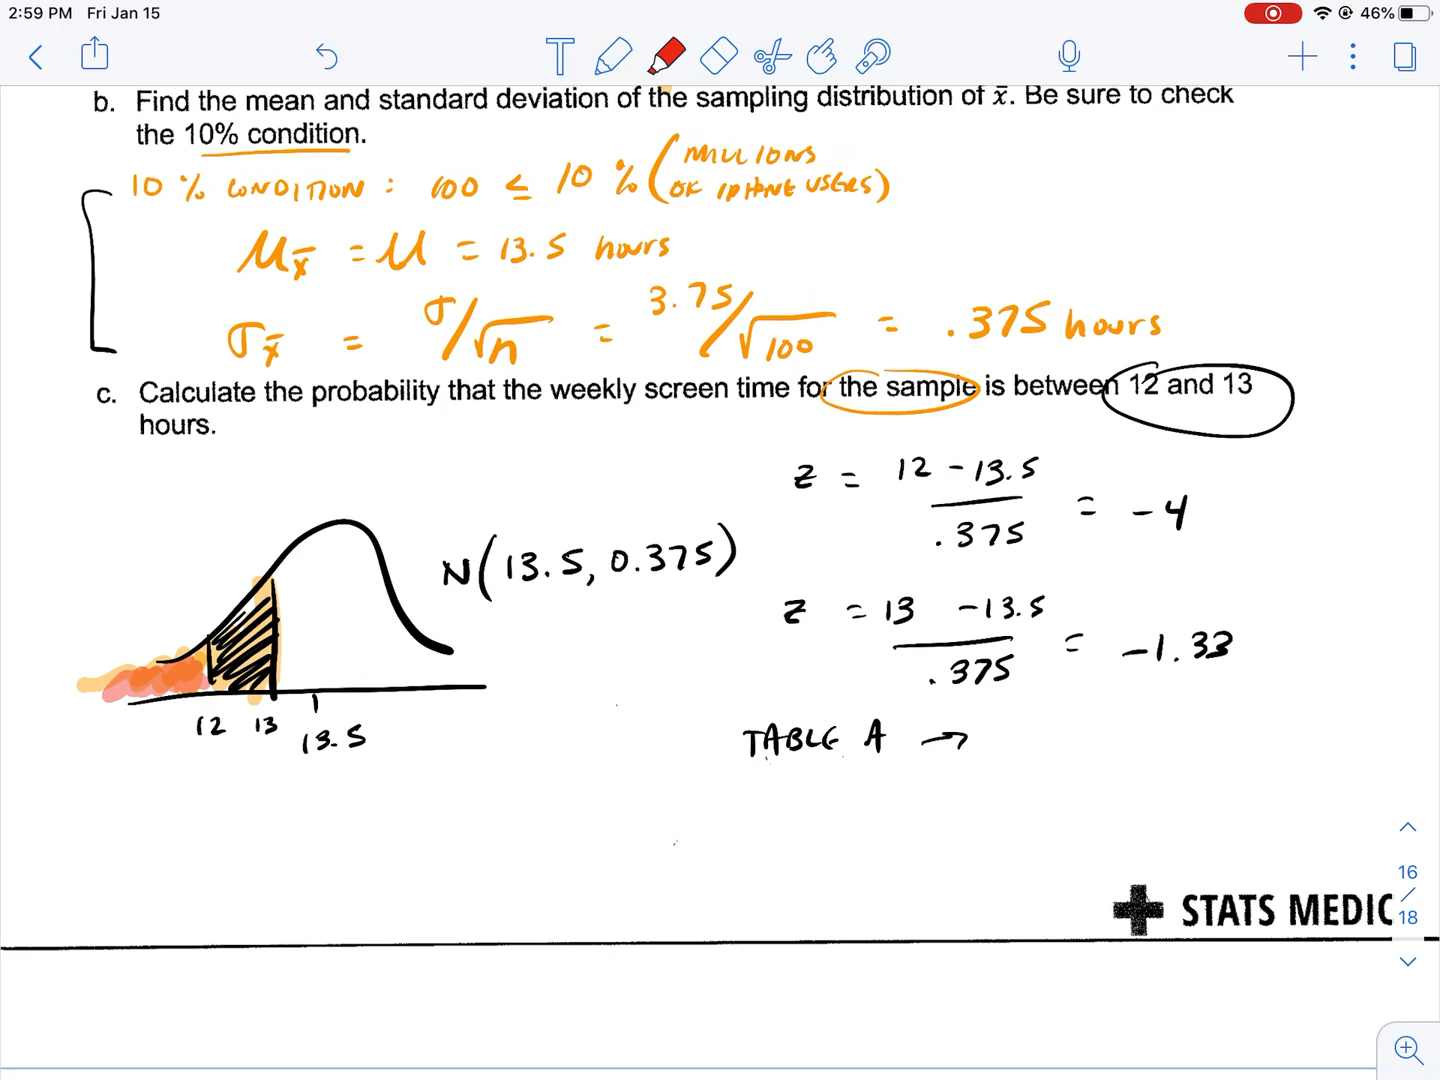 2:59 PM Fri Jan 15
46%
b. Find the mean and standard deviation of the sampling distribution of x̄. Be sure to check
the 10% condition.
10 % CONDITION : 100 ≤ 10 % (MILLIONS
OF IPHONE USERS)
μx̄ = μ = 13.5 hours
σx̄ = σ/√n = 3.75/√100 = .375 hours
c. Calculate the probability that the weekly screen time for the sample is between 12 and 13
hours.
z = 12 - 13.5 / .375 = -4
N(13.5, 0.375)
z = 13 - 13.5 / .375 = -1.33
12 13 13.5
TABLE A →
16
/
18
STATS MEDIC